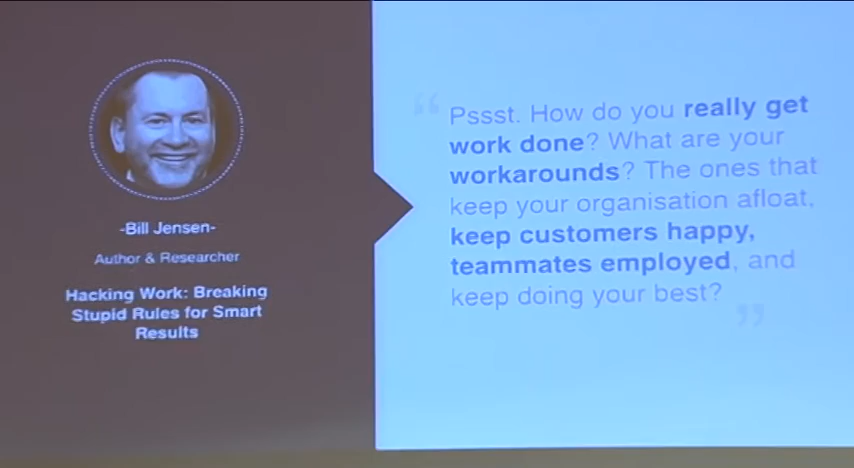 -Bill Jensen-
Author & Researcher
Hacking Work: Breaking
Stupid Rules for Smart
Results
“ Pssst. How do you really get
work done? What are your
workarounds? The ones that
keep your organisation afloat,
keep customers happy,
teammates employed, and
keep doing your best? ”